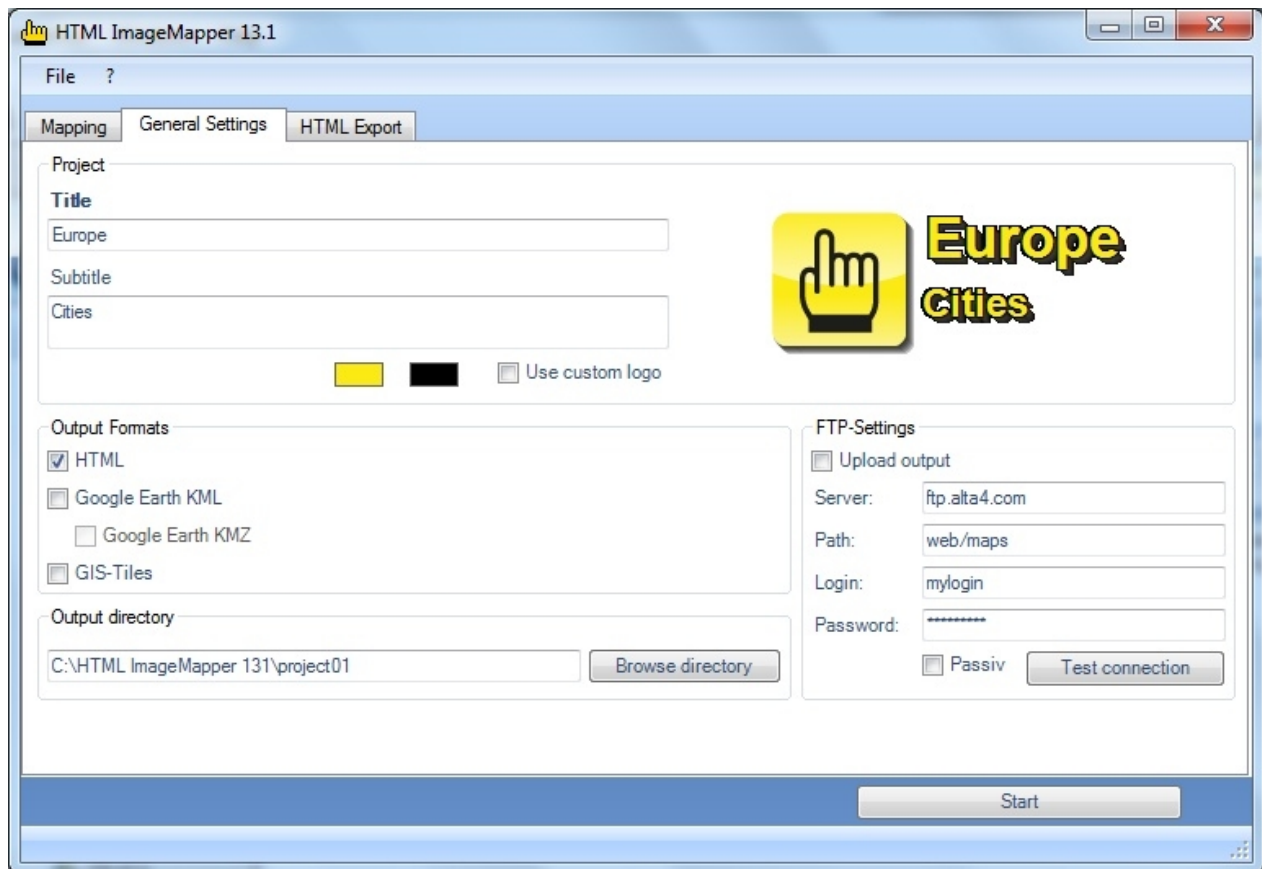 HTML ImageMapper 13.1
File ?
Mapping General Settings HTML Export
Project
Title
Europe
Subtitle
Cities
Use custom logo
Europe
Cities
Output Formats
HTML
Google Earth KML
Google Earth KMZ
GIS-Tiles
Output directory
C:\HTML ImageMapper 131\project01 Browse directory
FTP-Settings
Upload output
Server: ftp.alta4.com
Path: web/maps
Login: mylogin
Password: *********
Passiv Test connection
Start